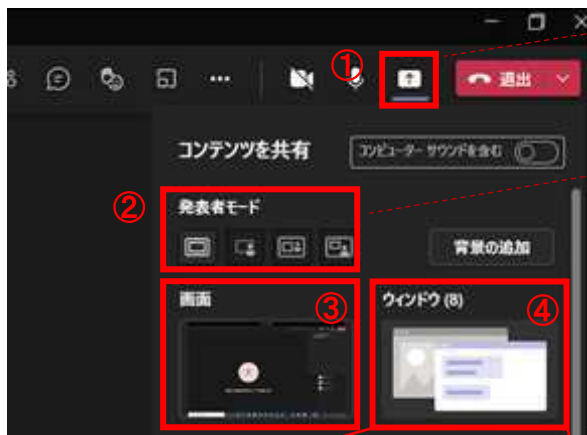 ①
退出
コンテンツを共有
コンピューター サウンドを含む
②
発表者モード
背景の追加
画面
③
ウィンドウ (8)
④